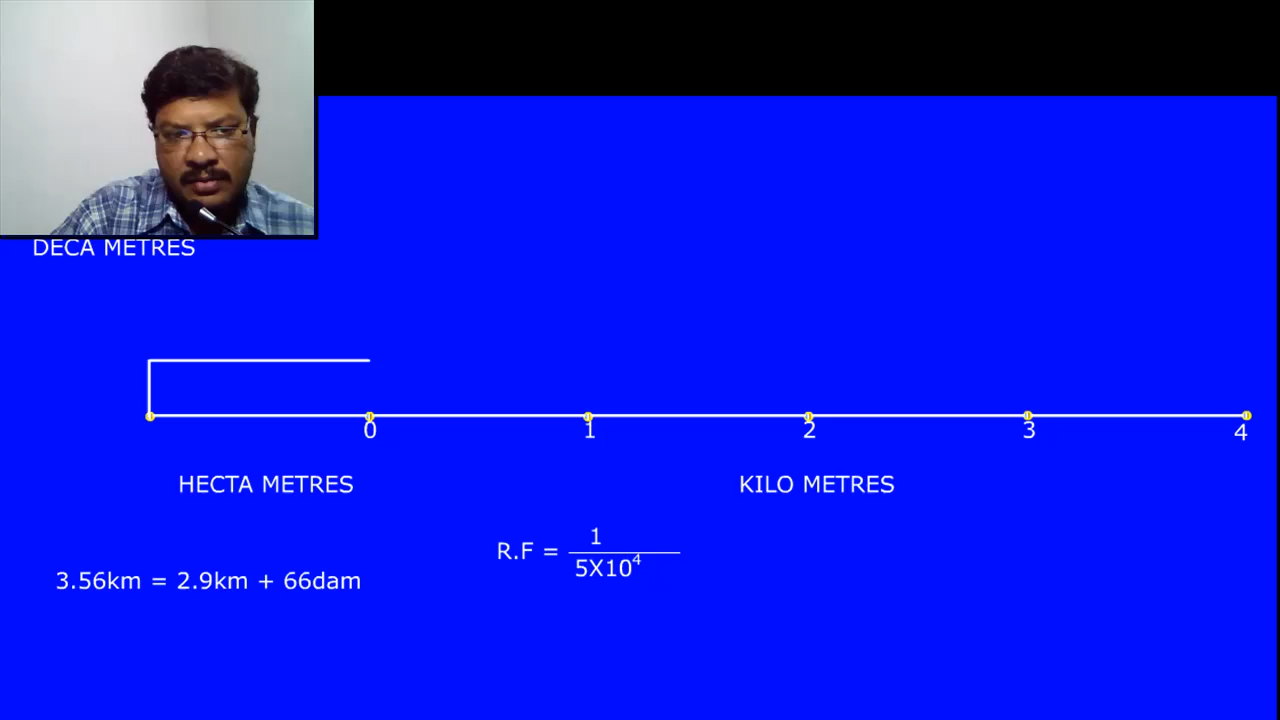 DECA METRES
0 1 2 3 4
HECTA METRES KILO METRES
R.F = 1
5X10⁴
3.56km = 2.9km + 66dam